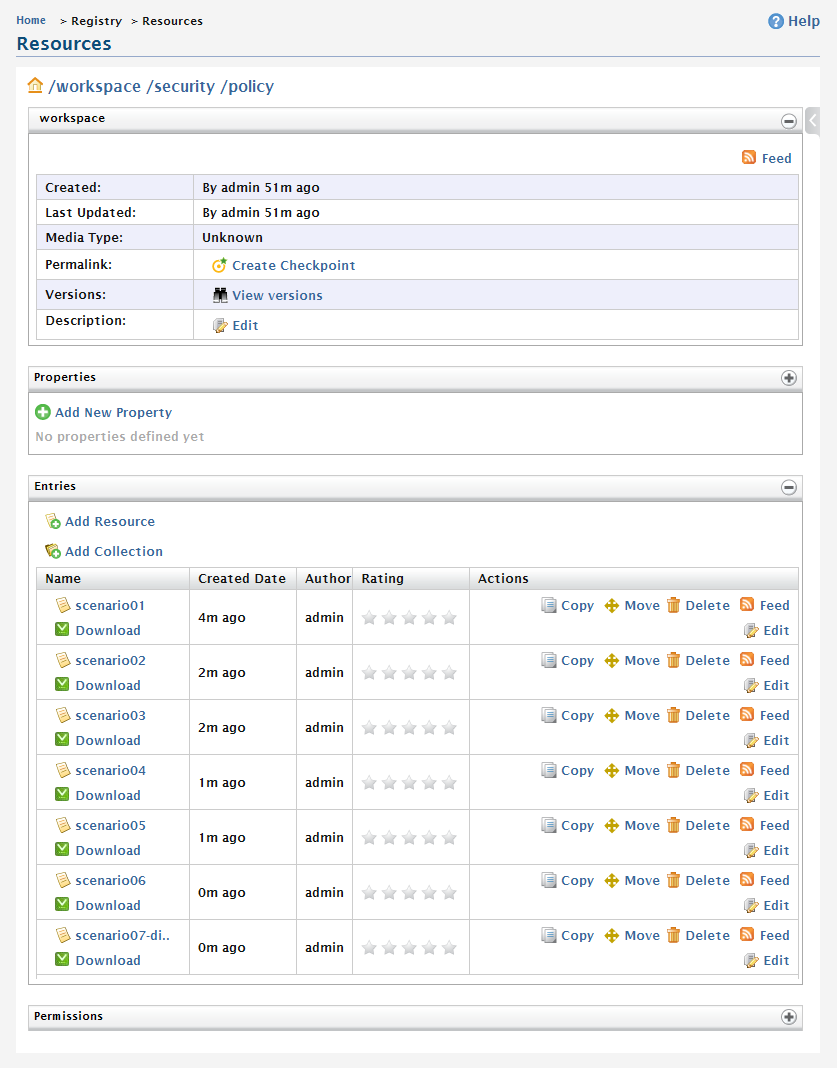 Home > Registry > Resources
Help
Resources
/workspace /security /policy
workspace
Feed
Created: By admin 51m ago
Last Updated: By admin 51m ago
Media Type: Unknown
Permalink: Create Checkpoint
Versions: View versions
Description: Edit
Properties
Add New Property
No properties defined yet
Entries
Add Resource
Add Collection
Name Created Date Author Rating Actions
scenario01 4m ago admin Copy Move Delete Feed
Download Edit
scenario02 2m ago admin Copy Move Delete Feed
Download Edit
scenario03 2m ago admin Copy Move Delete Feed
Download Edit
scenario04 1m ago admin Copy Move Delete Feed
Download Edit
scenario05 1m ago admin Copy Move Delete Feed
Download Edit
scenario06 0m ago admin Copy Move Delete Feed
Download Edit
scenario07-di.. 0m ago admin Copy Move Delete Feed
Download Edit
Permissions